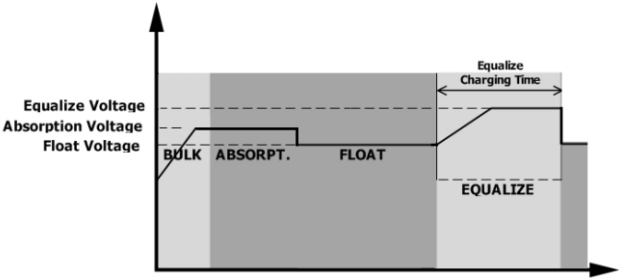 Equalize
Charging Time
Equalize Voltage
Absorption Voltage
Float Voltage
BULK ABSORPT. FLOAT
EQUALIZE